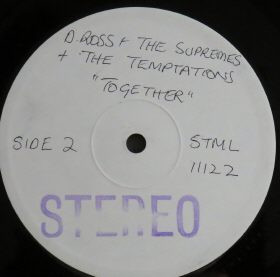 D ROSS + THE SUPREMES
+ THE TEMPTATIONS
"TOGETHER"
SIDE 2
STML
11122
STEREO